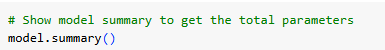 # Show model summary to get the total parameters
model.summary()